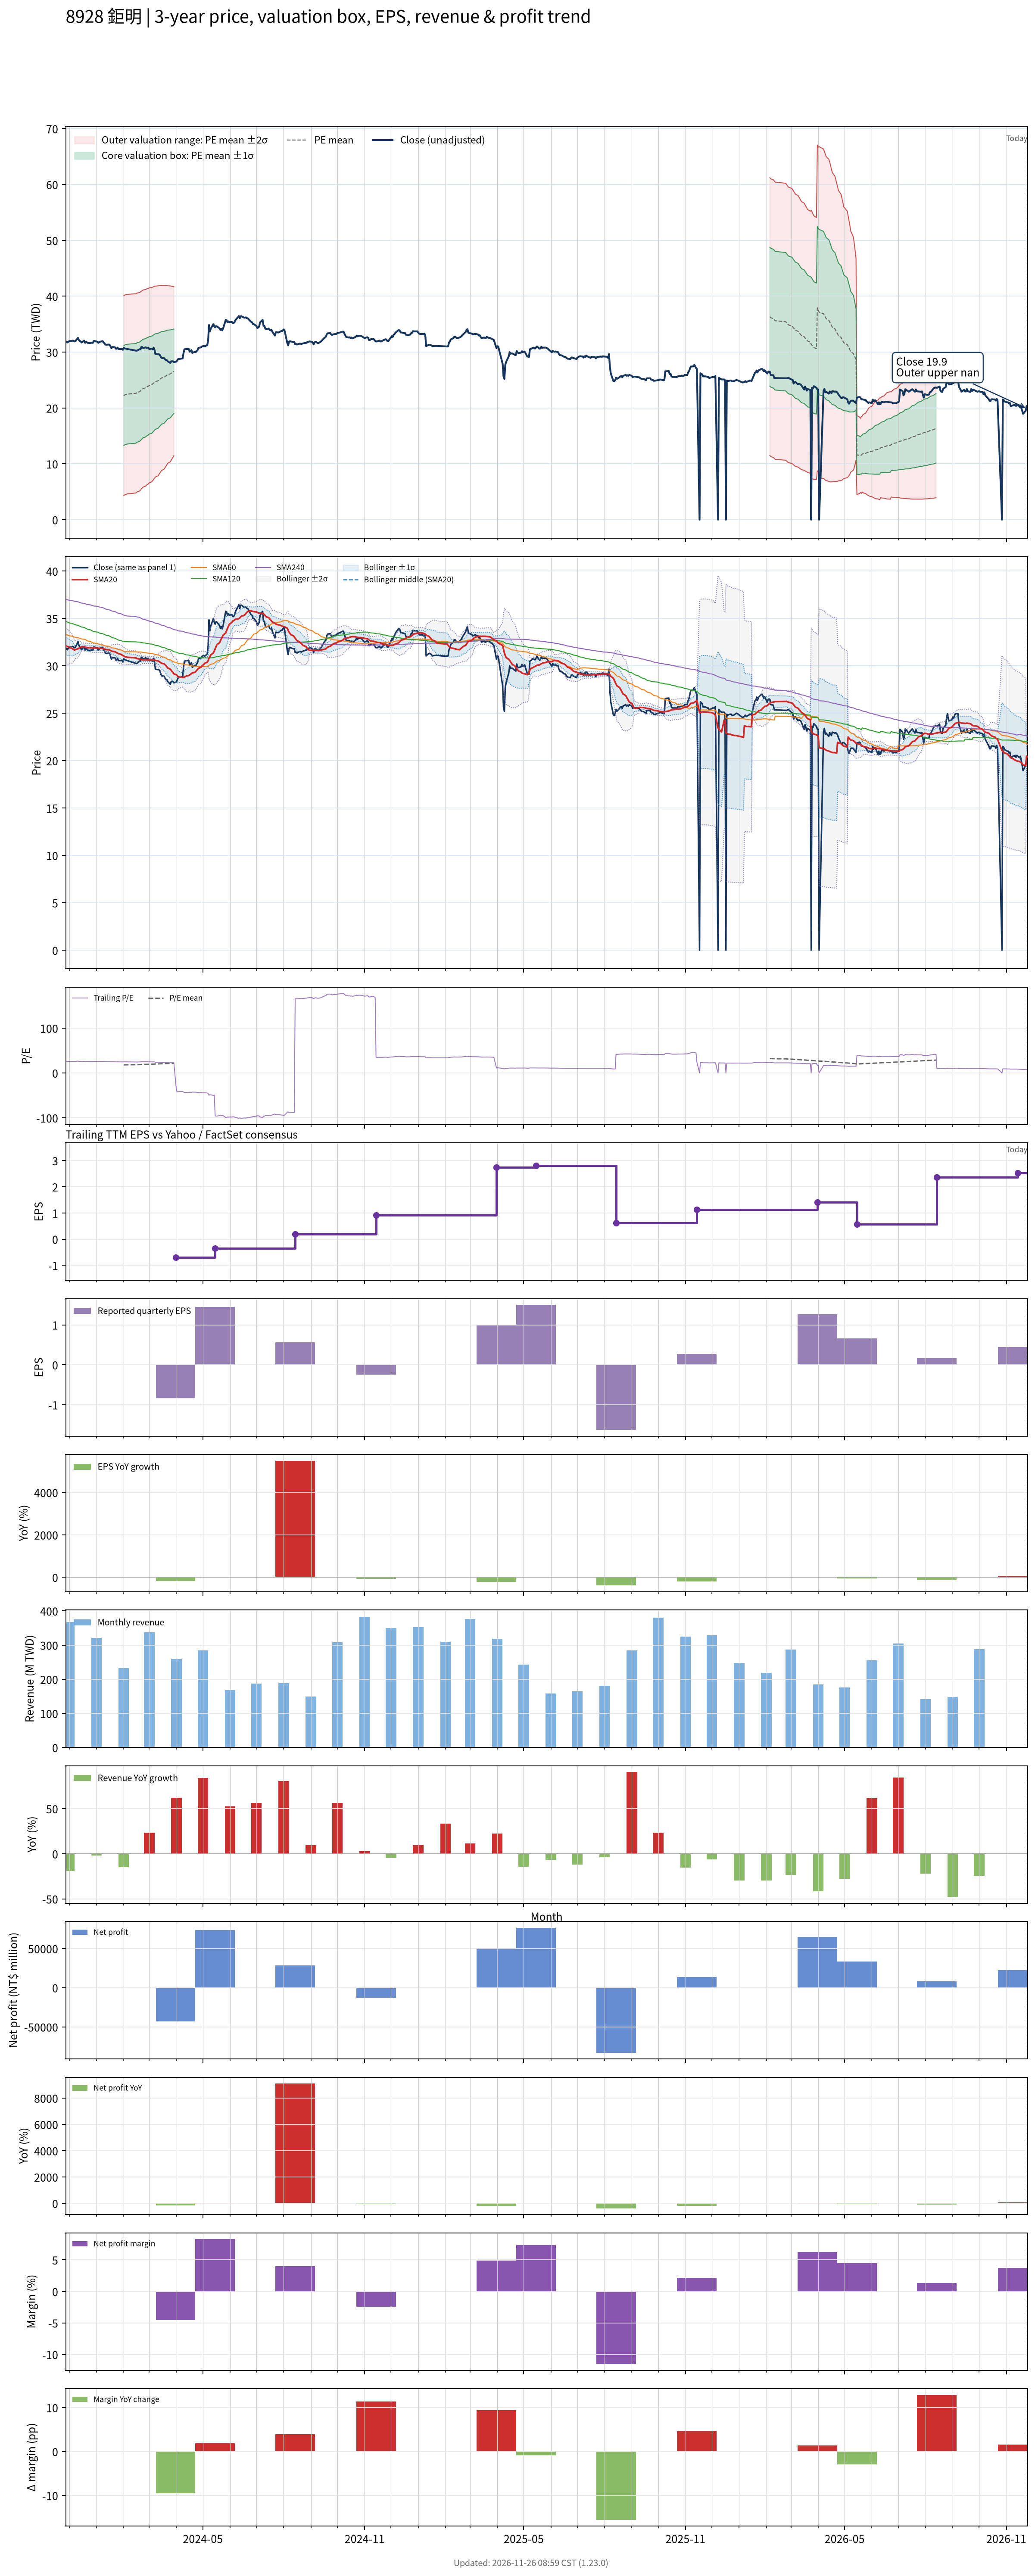 8928 鉅明 | 3-year price, valuation box, EPS, revenue & profit trend
Outer valuation range: PE mean ±2σ
Core valuation box: PE mean ±1σ
PE mean
Close (unadjusted)
Today
Price (TWD)
70
60
50
40
30
20
10
0
Close 19.9
Outer upper nan
Close (same as panel 1)
SMA20
SMA60
SMA120
SMA240
Bollinger ±2σ
Bollinger ±1σ
Bollinger middle (SMA20)
Price
40
35
30
25
20
15
10
5
0
Trailing P/E
P/E mean
P/E
100
0
-100
Trailing TTM EPS vs Yahoo / FactSet consensus
Today
EPS
3
2
1
0
-1
Reported quarterly EPS
EPS
1
0
-1
EPS YoY growth
YoY (%)
4000
2000
0
Monthly revenue
Revenue (M TWD)
400
300
200
100
0
Revenue YoY growth
YoY (%)
50
0
-50
Month
Net profit
Net profit (NT$ million)
50000
0
-50000
Net profit YoY
YoY (%)
8000
6000
4000
2000
0
Net profit margin
Margin (%)
5
0
-5
-10
Margin YoY change
Δ margin (pp)
10
0
-10
2024-05
2024-11
2025-05
2025-11
2026-05
2026-11
Updated: 2026-11-26 08:59 CST (1.23.0)